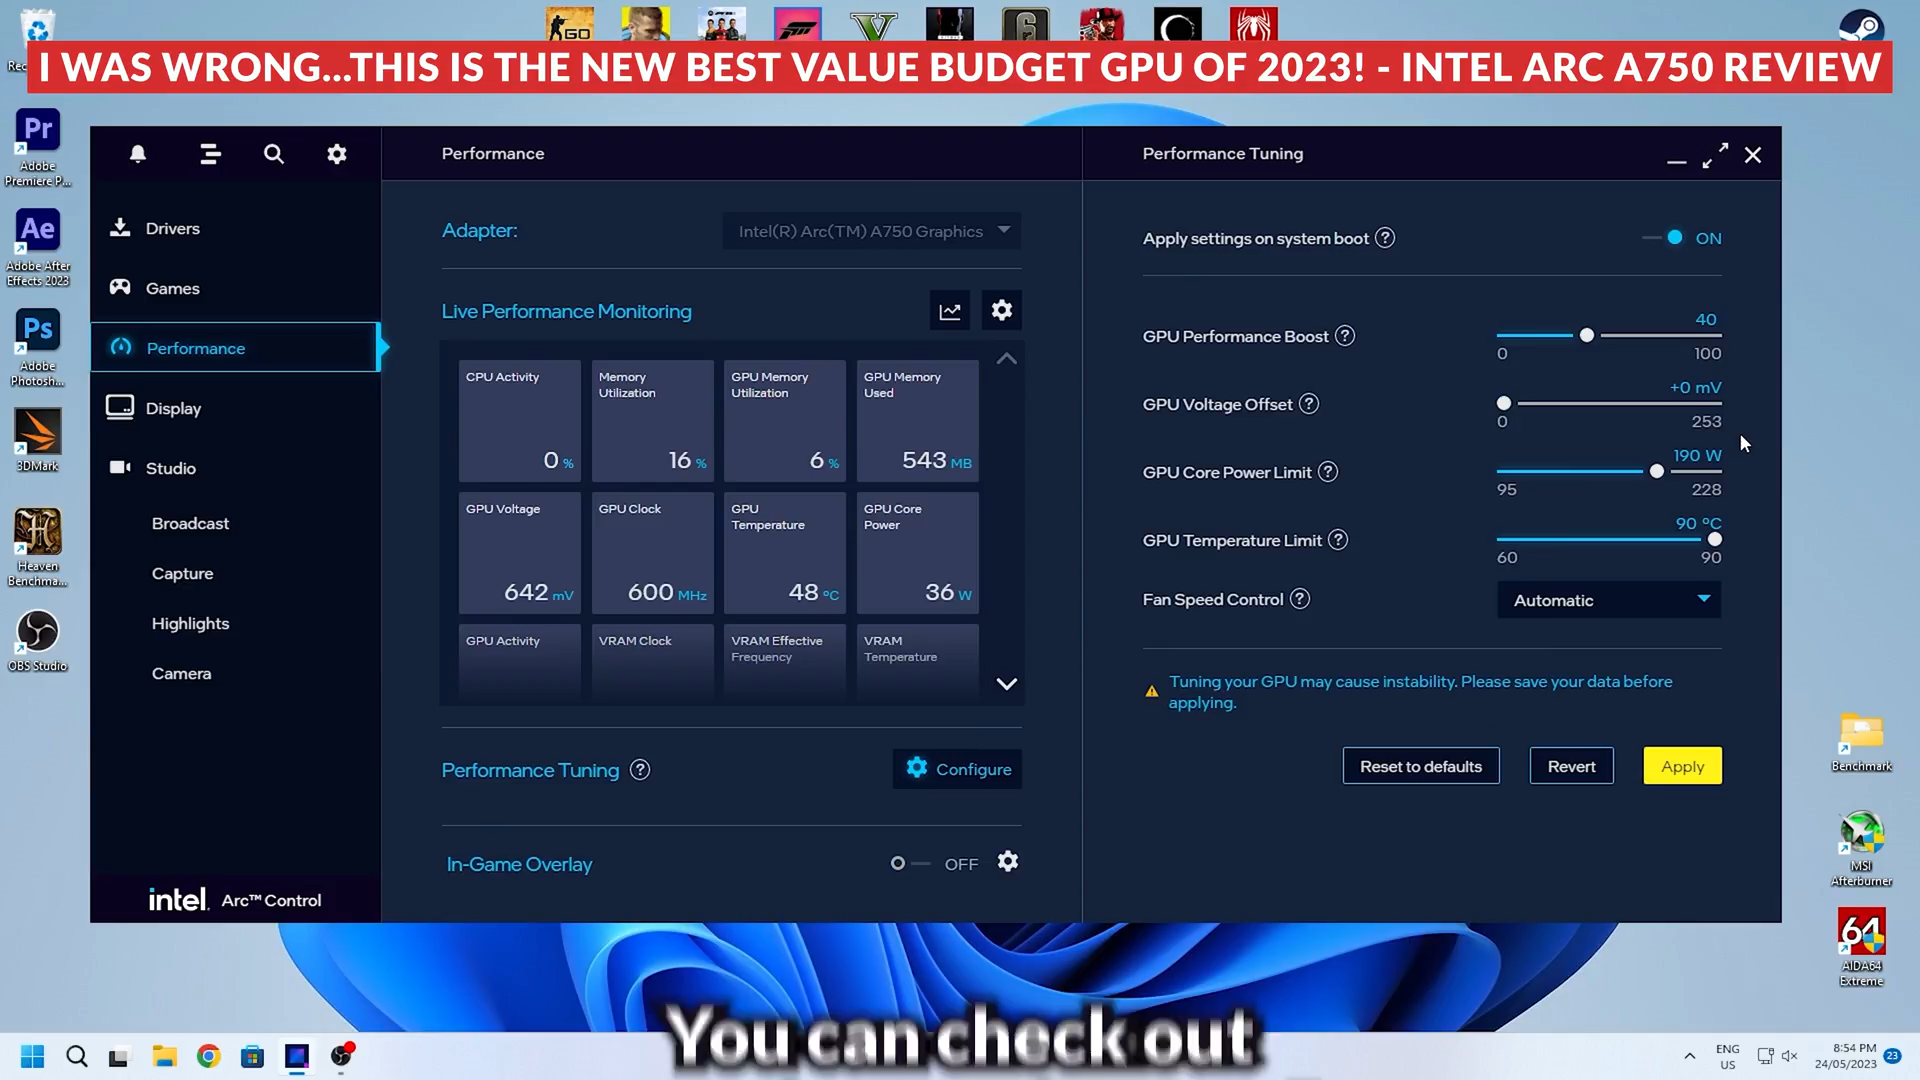 I WAS WRONG...THIS IS THE NEW BEST VALUE BUDGET GPU OF 2023! - INTEL ARC A750 REVIEW
Performance
Performance Tuning
Drivers
Games
Performance
Display
Studio
Broadcast
Capture
Highlights
Camera
intel. Arc™ Control
Adapter:
Intel(R) Arc(TM) A750 Graphics
Live Performance Monitoring
CPU Activity
0 %
Memory
Utilization
16 %
GPU Memory
Utilization
6 %
GPU Memory
Used
543 MB
GPU Voltage
642 mV
GPU Clock
600 MHz
GPU
Temperature
48 °C
GPU Core
Power
36 W
GPU Activity
VRAM Clock
VRAM Effective
Frequency
VRAM
Temperature
Performance Tuning ?
Configure
In-Game Overlay
OFF
Apply settings on system boot ?
ON
GPU Performance Boost ?
40
0
100
GPU Voltage Offset ?
+0 mV
0
253
GPU Core Power Limit ?
190 W
95
228
GPU Temperature Limit ?
90 °C
60
90
Fan Speed Control ?
Automatic
Tuning your GPU may cause instability. Please save your data before
applying.
Reset to defaults
Revert
Apply
Pr
Adobe
Premiere P...
Ae
Adobe After
Effects 2023
Ps
Adobe
Photosh...
3DMark
Heaven
Benchma...
OBS Studio
GO
Benchmark
MSI
Afterburner
64
AIDA64
Extreme
You can check out
ENG
US
8:54 PM
24/05/2023
23